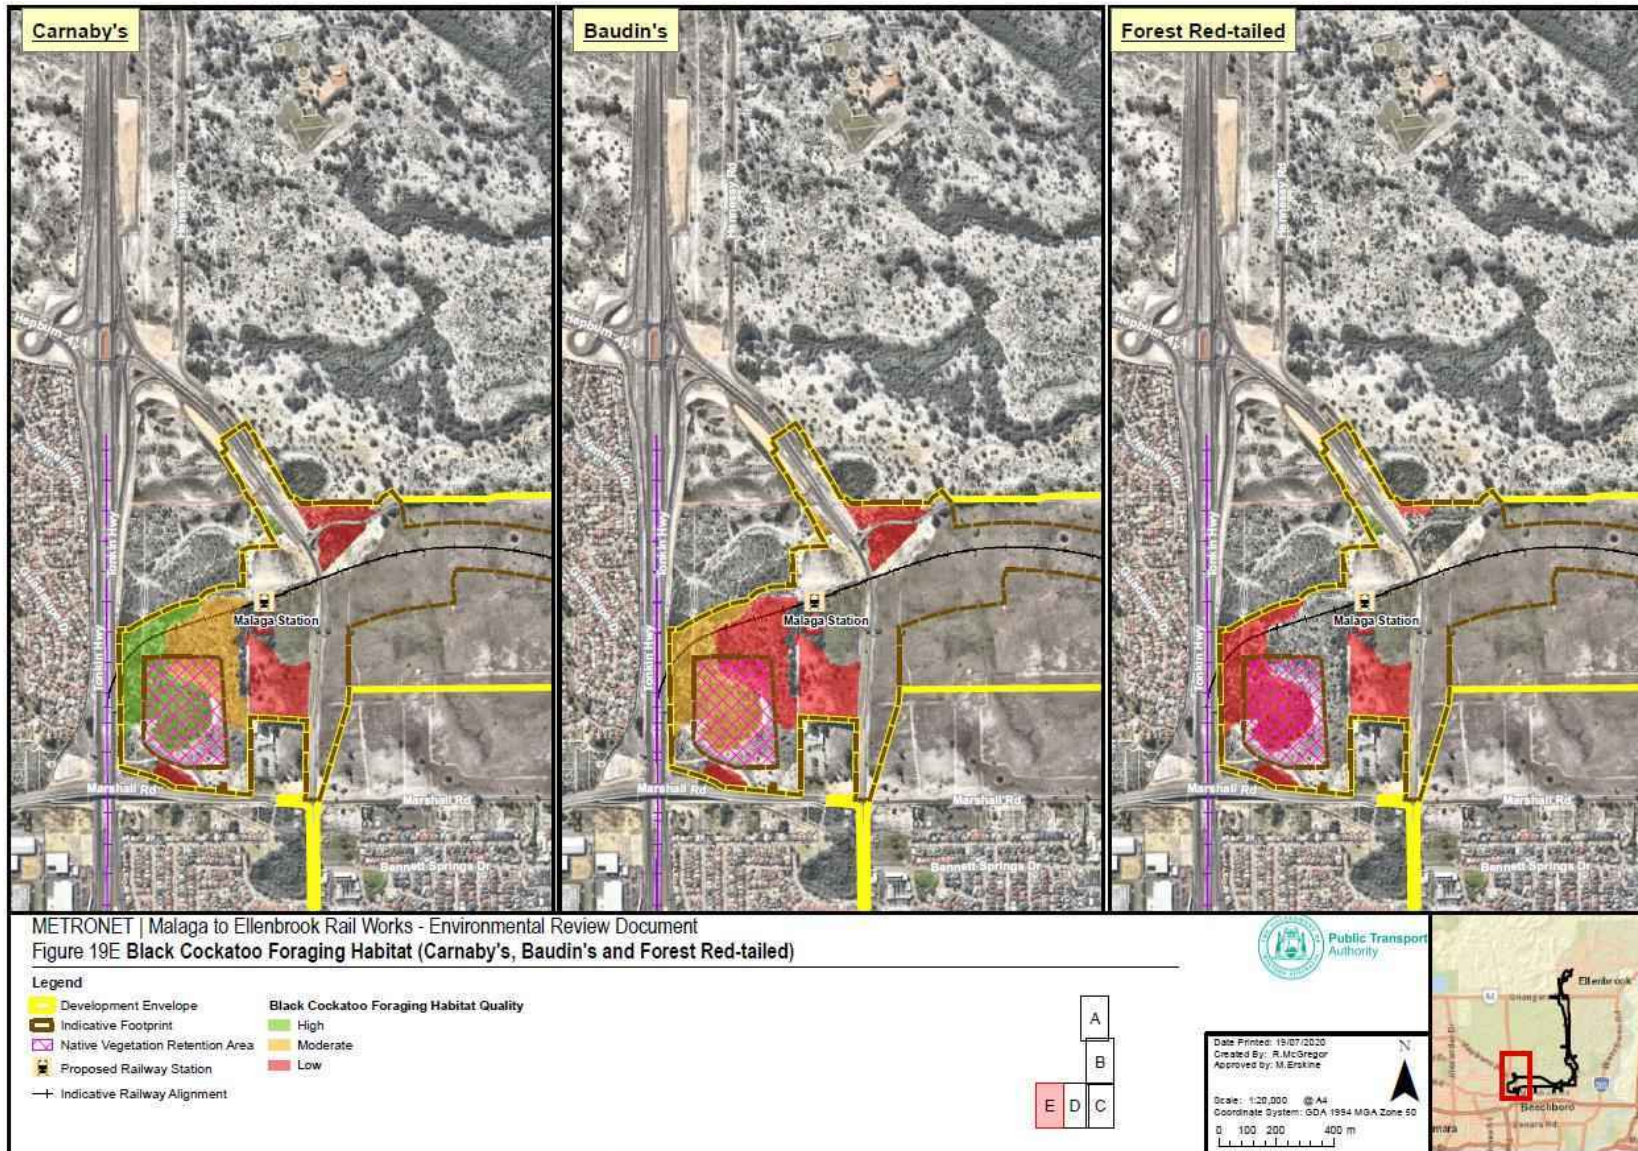 Carnaby's
Hennessy Rd
Hepburn Av
Tonkin Hwy
Malaga Station
Tonkin Hwy
Marshall Rd
Marshall Rd
Bennett Springs Dr
Baudin's
Hennessy Rd
Hepburn Av
Tonkin Hwy
Malaga Station
Tonkin Hwy
Marshall Rd
Marshall Rd
Bennett Springs Dr
Forest Red-tailed
Hennessy Rd
Hepburn Av
Tonkin Hwy
Malaga Station
Tonkin Hwy
Marshall Rd
Marshall Rd
Bennett Springs Dr
METRONET | Malaga to Ellenbrook Rail Works - Environmental Review Document
Figure 19E Black Cockatoo Foraging Habitat (Carnaby's, Baudin's and Forest Red-tailed)
Legend
Development Envelope
Indicative Footprint
Native Vegetation Retention Area
Proposed Railway Station
Indicative Railway Alignment
Black Cockatoo Foraging Habitat Quality
High
Moderate
Low
A
B
E D C
Public Transport
Authority
Date Printed: 19/07/2020
Created By: R.McGregor
Approved by: M.Erskine
N
Scale: 1:20,000 @ A4
Coordinate System: GDA 1994 MGA Zone 50
0 100 200 400 m
Ellenbrook
Beechboro